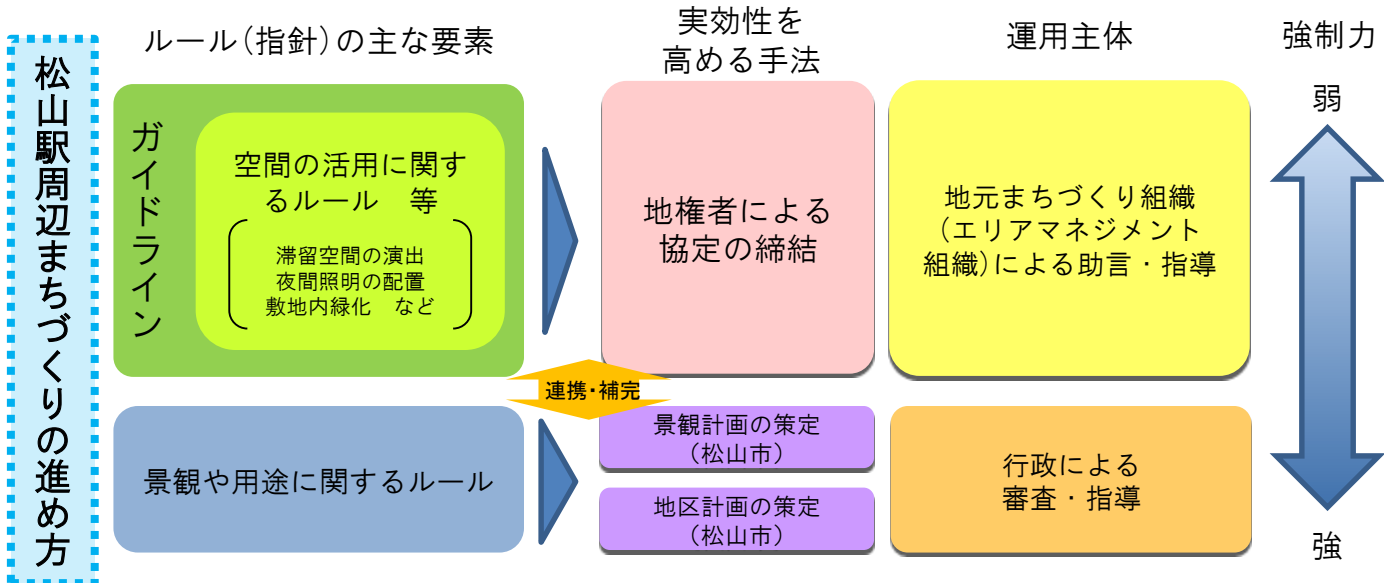 松山駅周辺まちづくりの進め方
ルール(指針)の主な要素
実効性を
高める手法
運用主体
強制力
ガイドライン
空間の活用に関す
るルール　等
滞留空間の演出
夜間照明の配置
敷地内緑化　など
地権者による
協定の締結
地元まちづくり組織
(エリアマネジメント
組織)による助言・指導
弱
連携・補完
景観や用途に関するルール
景観計画の策定
(松山市)
地区計画の策定
(松山市)
行政による
審査・指導
強